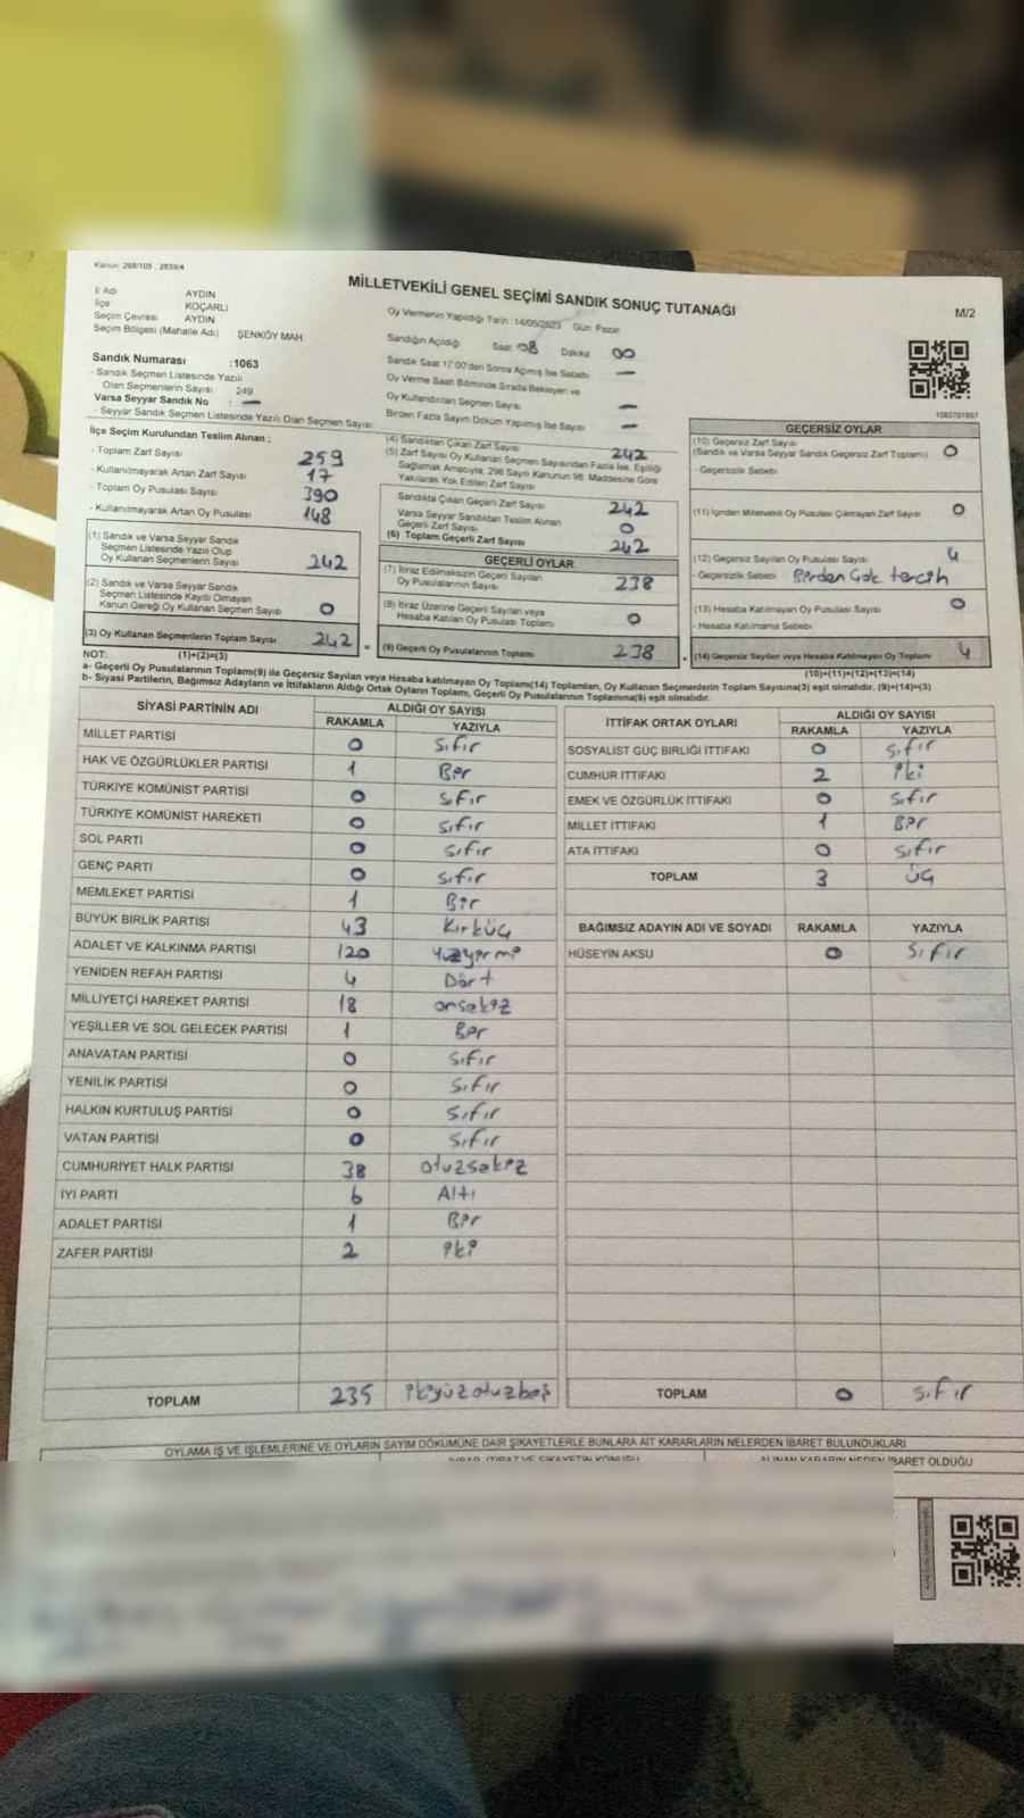 Kanun: 298/105 , 2839/4
MİLLETVEKİLİ GENEL SEÇİMİ SANDIK SONUÇ TUTANAĞI
M/2
İl Adı AYDIN
İlçe KOÇARLI
Seçim Çevresi AYDIN
Seçim Bölgesi (Mahalle Adı) ŞENKÖY MAH.
Sandık Numarası :1063
- Sandık Seçmen Listesinde Yazılı
Olan Seçmenlerin Sayısı 249
Varsa Seyyar Sandık No : —
- Seyyar Sandık Seçmen Listesinde Yazılı Olan Seçmen Sayısı
Oy Vermenin Yapıldığı Tarih : 14/05/2023 Gün: Pazar
Sandığın Açıldığı Saat 08 Dakika 00
Sandık Saat 17:00'den Sonra Açılmış İse Sebebi —
Oy Verme Saati Bitiminde Sırada Bekleyen ve
Oy Kullandırılan Seçmen Sayısı —
Birden Fazla Sayım Döküm Yapılmış İse Sayısı —
İlçe Seçim Kurulundan Teslim Alınan :
- Toplam Zarf Sayısı 259
- Kullanılmayarak Artan Zarf Sayısı 17
- Toplam Oy Pusulası Sayısı 390
- Kullanılmayarak Artan Oy Pusulası 148
(1) Sandık ve Varsa Seyyar Sandık
Seçmen Listesinde Yazılı Olup
Oy Kullanan Seçmenlerin Sayısı 242
(2) Sandık ve Varsa Seyyar Sandık
Seçmen Listesinde Kayıtlı Olmayan
Kanun Gereği Oy Kullanan Seçmen Sayısı 0
(3) Oy Kullanan Seçmenlerin Toplam Sayısı 242
(1)+(2)=(3)
(4) Sandıktan Çıkan Zarf Sayısı 242
(5) Zarf Sayısı Oy Kullanan Seçmen Sayısından Fazla İse, Eşitliği
Sağlamak Amacıyla, 298 Sayılı Kanunun 98. Maddesine Göre
Yakılarak Yok Edilen Zarf Sayısı
Sandıkta Çıkan Geçerli Zarf Sayısı 242
Varsa Seyyar Sandıktan Teslim Alınan
Geçerli Zarf Sayısı 0
(6) Toplam Geçerli Zarf Sayısı 242
GEÇERLİ OYLAR
(7) İtiraz Edilmeksizin Geçerli Sayılan
Oy Pusulalarının Sayısı 238
(8) İtiraz Üzerine Geçerli Sayılan veya
Hesaba Katılan Oy Pusulası Toplamı 0
(9) Geçerli Oy Pusulalarının Toplamı 238
1082701857
GEÇERSİZ OYLAR
(10) Geçersiz Zarf Sayısı
(Sandık ve Varsa Seyyar Sandık Geçersiz Zarf Toplamı) 0
- Geçersizlik Sebebi
(11) İçinden Milletvekili Oy Pusulası Çıkmayan Zarf Sayısı 0
(12) Geçersiz Sayılan Oy Pusulası Sayısı 4
- Geçersizlik Sebebi Birden Çok tercih
(13) Hesaba Katılmayan Oy Pusulası Sayısı 0
- Hesaba Katılmama Sebebi
(14) Geçersiz Sayılan veya Hesaba Katılmayan Oy Toplamı 4
(10)+(11)+(12)+(13)=(14)
NOT:
a- Geçerli Oy Pusulalarının Toplamı(9) ile Geçersiz Sayılan veya Hesaba katılmayan Oy Toplamı(14) Toplamları, Oy Kullanan Seçmenlerin Toplam Sayısına(3) eşit olmalıdır. (9)+(14)=(3)
b- Siyasi Partilerin, Bağımsız Adayların ve İttifakların Aldığı Ortak Oyların Toplamı, Geçerli Oy Pusulalarının Toplamına(9) eşit olmalıdır.
SİYASİ PARTİNİN ADI ALDIĞI OY SAYISI
RAKAMLA YAZIYLA
MİLLET PARTİSİ 0 Sıfır
HAK VE ÖZGÜRLÜKLER PARTİSİ 1 Bir
TÜRKİYE KOMÜNİST PARTİSİ 0 Sıfır
TÜRKİYE KOMÜNİST HAREKETİ 0 Sıfır
SOL PARTİ 0 Sıfır
GENÇ PARTİ 0 Sıfır
MEMLEKET PARTİSİ 1 Bir
BÜYÜK BİRLİK PARTİSİ 43 Kırküç
ADALET VE KALKINMA PARTİSİ 120 Yüzyirmi
YENİDEN REFAH PARTİSİ 4 Dört
MİLLİYETÇİ HAREKET PARTİSİ 18 onsekiz
YEŞİLLER VE SOL GELECEK PARTİSİ 1 Bir
ANAVATAN PARTİSİ 0 Sıfır
YENİLİK PARTİSİ 0 Sıfır
HALKIN KURTULUŞ PARTİSİ 0 Sıfır
VATAN PARTİSİ 0 Sıfır
CUMHURİYET HALK PARTİSİ 38 otuzsekiz
İYİ PARTİ 6 Altı
ADALET PARTİSİ 1 Bir
ZAFER PARTİSİ 2 iki
TOPLAM 235 ikiyüzotuzbeş
İTTİFAK ORTAK OYLARI ALDIĞI OY SAYISI
RAKAMLA YAZIYLA
SOSYALİST GÜÇ BİRLİĞİ İTTİFAKI 0 Sıfır
CUMHUR İTTİFAKI 2 iki
EMEK VE ÖZGÜRLÜK İTTİFAKI 0 Sıfır
MİLLET İTTİFAKI 1 Bir
ATA İTTİFAKI 0 Sıfır
TOPLAM 3 üç
BAĞIMSIZ ADAYIN ADI VE SOYADI RAKAMLA YAZIYLA
HÜSEYİN AKSU 0 Sıfır
TOPLAM 0 Sıfır
OYLAMA İŞ VE İŞLEMLERİNE VE OYLARIN SAYIM DÖKÜMÜNE DAİR ŞİKAYETLERLE BUNLARA AİT KARARLARIN NELERDEN İBARET BULUNDUKLARI
ALINAN KARARIN NEDEN İBARET OLDUĞU